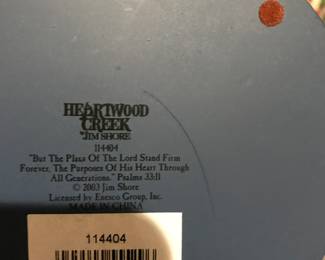 HEARTWOOD
CREEK
BY JIM SHORE
114404
"But The Plans Of The Lord Stand Firm
Forever, The Purposes Of His Heart Through
All Generations." Psalms 33:11
© 2003 Jim Shore
Licensed by Enesco Group, Inc.
MADE IN CHINA
114404